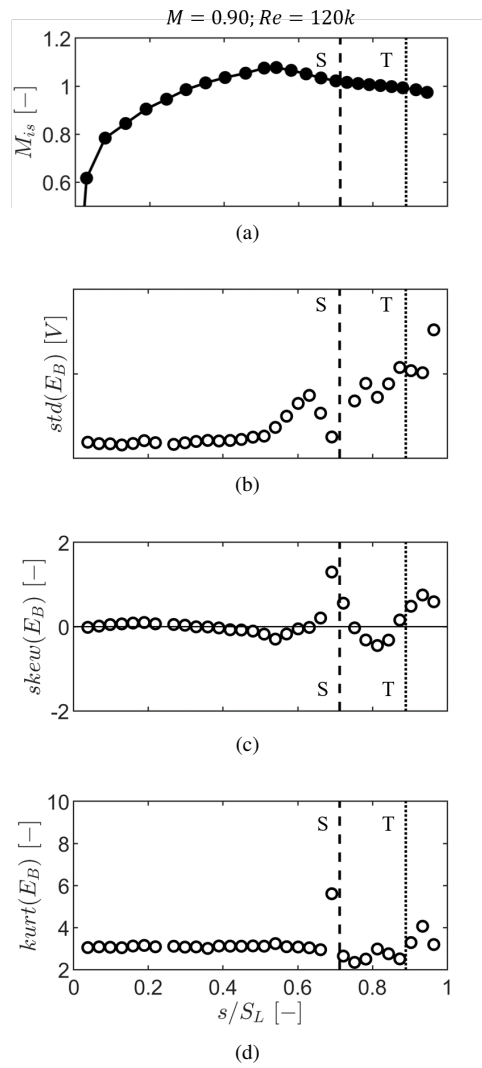 M = 0.90; Re = 120k
1.2
1
0.8
0.6
M_is [−]
S
T
(a)
std(E_B) [V]
S
T
(b)
2
0
-2
skew(E_B) [−]
S
T
(c)
10
8
6
4
2
kurt(E_B) [−]
S
T
0
0.2
0.4
0.6
0.8
1
s/S_L [−]
(d)